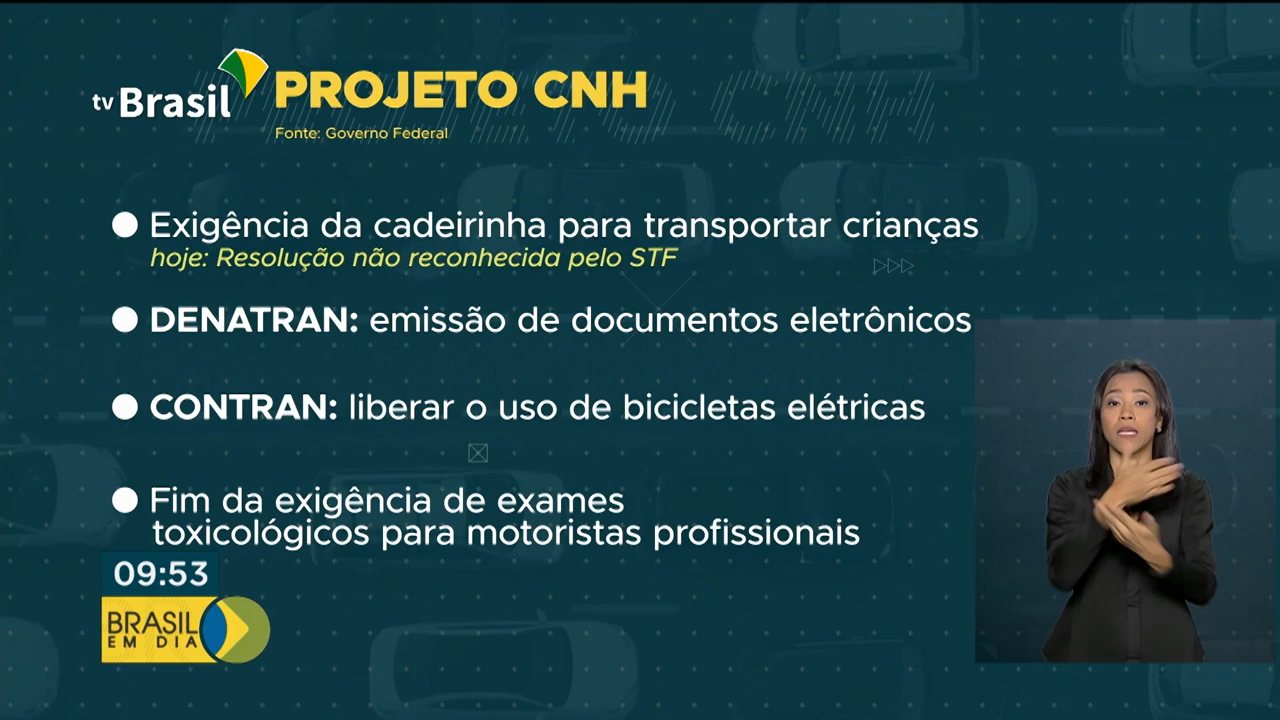 tv Brasil
PROJETO CNH
Fonte: Governo Federal
● Exigência da cadeirinha para transportar crianças
hoje: Resolução não reconhecida pelo STF
● DENATRAN: emissão de documentos eletrônicos
● CONTRAN: liberar o uso de bicicletas elétricas
● Fim da exigência de exames
toxicológicos para motoristas profissionais
09:53
BRASIL
EM DIA